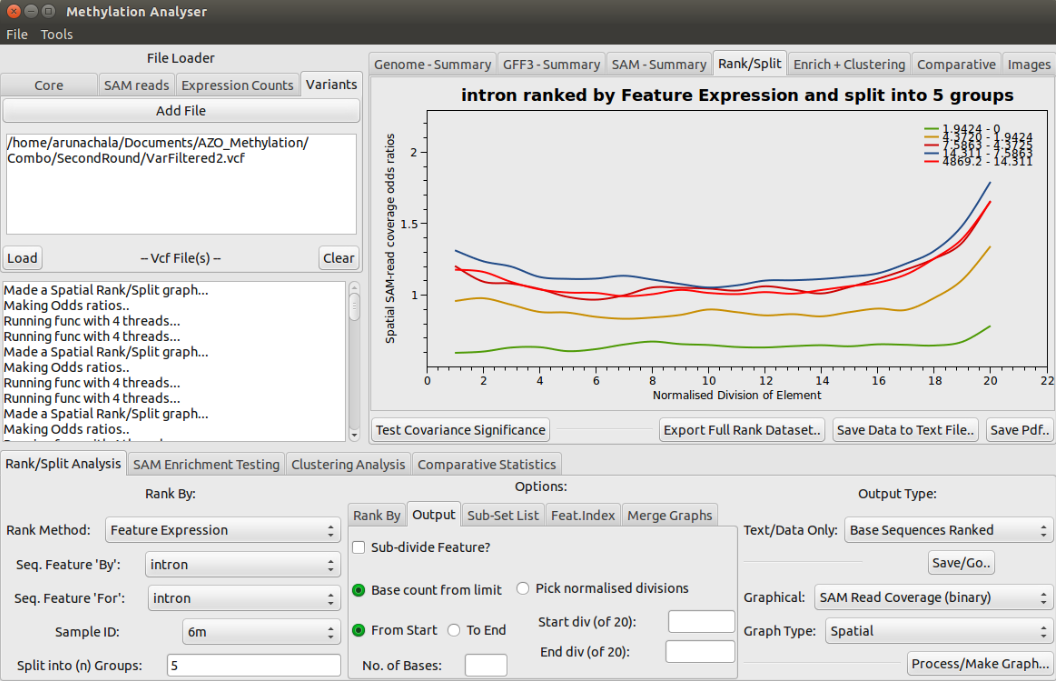 Methylation Analyser
File Tools
File Loader
Core SAM reads Expression Counts Variants
Add File
/home/arunachala/Documents/AZO_Methylation/
Combo/SecondRound/VarFiltered2.vcf
Load -- Vcf File(s) -- Clear
Made a Spatial Rank/Split graph...
Making Odds ratios..
Running func with 4 threads...
Running func with 4 threads...
Made a Spatial Rank/Split graph...
Making Odds ratios..
Running func with 4 threads...
Running func with 4 threads...
Made a Spatial Rank/Split graph...
Making Odds ratios..
Genome - Summary GFF3 - Summary SAM - Summary Rank/Split Enrich + Clustering Comparative Images
intron ranked by Feature Expression and split into 5 groups
1.9424 - 0
4.3720 - 1.9424
7.5863 - 4.3725
14.311 - 7.5863
4869.2 - 14.311
Spatial SAM-read coverage odds ratios
2
1.5
1
0 2 4 6 8 10 12 14 16 18 20 22
Normalised Division of Element
Test Covariance Significance Export Full Rank Dataset.. Save Data to Text File.. Save Pdf..
Rank/Split Analysis SAM Enrichment Testing Clustering Analysis Comparative Statistics
Rank By:
Rank Method: Feature Expression
Seq. Feature 'By': intron
Seq. Feature 'For': intron
Sample ID: 6m
Split into (n) Groups: 5
Options:
Rank By Output Sub-Set List Feat.Index Merge Graphs
Sub-divide Feature?
Base count from limit Pick normalised divisions
From Start To End Start div (of 20):
End div (of 20):
No. of Bases:
Output Type:
Text/Data Only: Base Sequences Ranked
Save/Go..
Graphical: SAM Read Coverage (binary)
Graph Type: Spatial
Process/Make Graph...